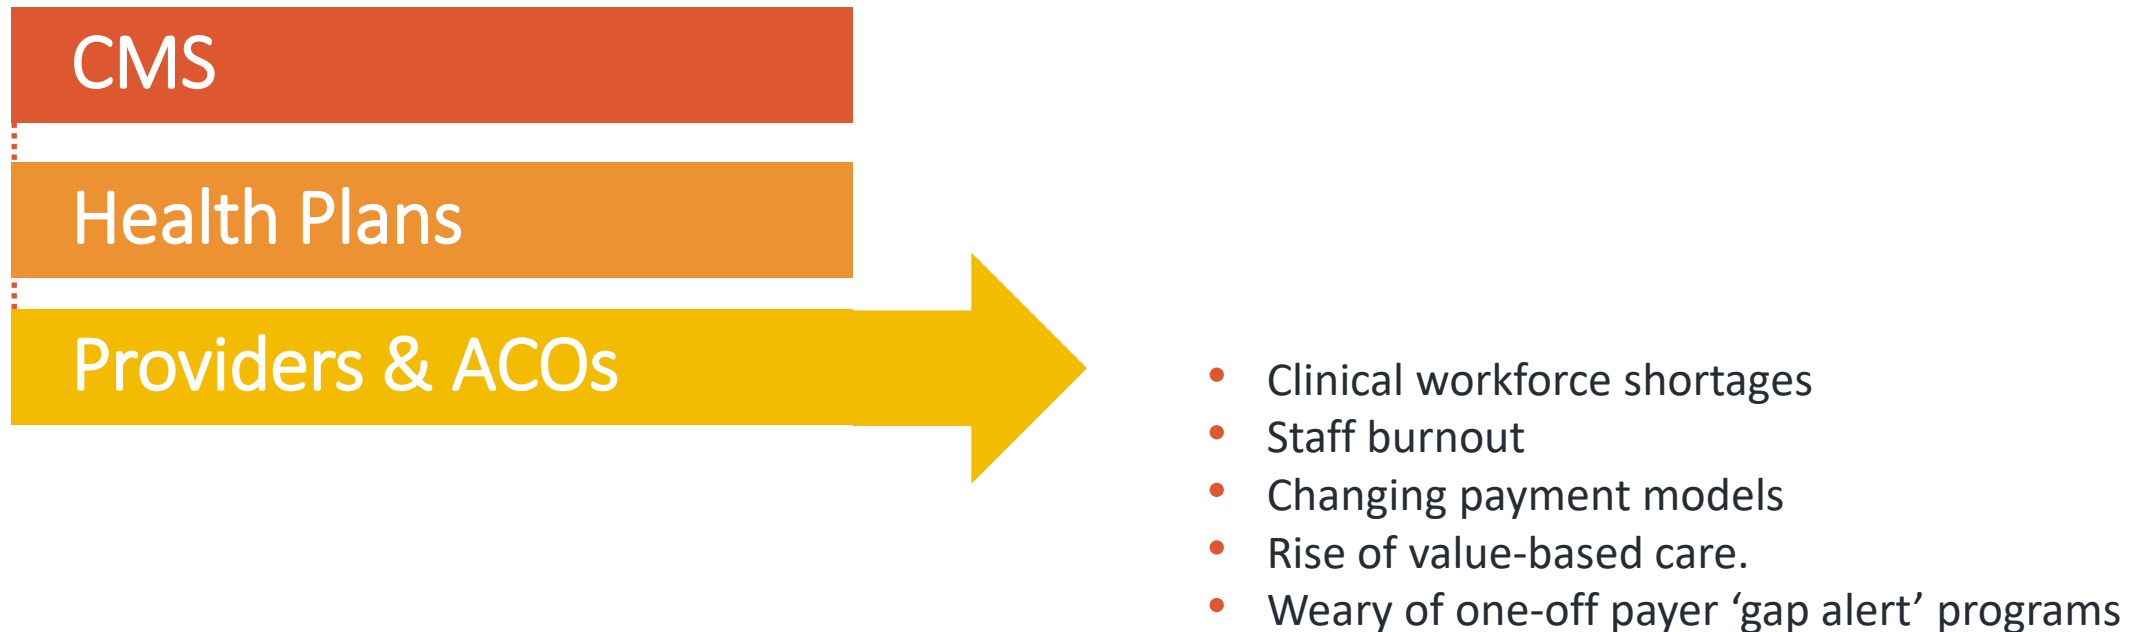 CMS
Health Plans
Providers & ACOs
• Clinical workforce shortages
• Staff burnout
• Changing payment models
• Rise of value-based care.
• Weary of one-off payer ‘gap alert’ programs